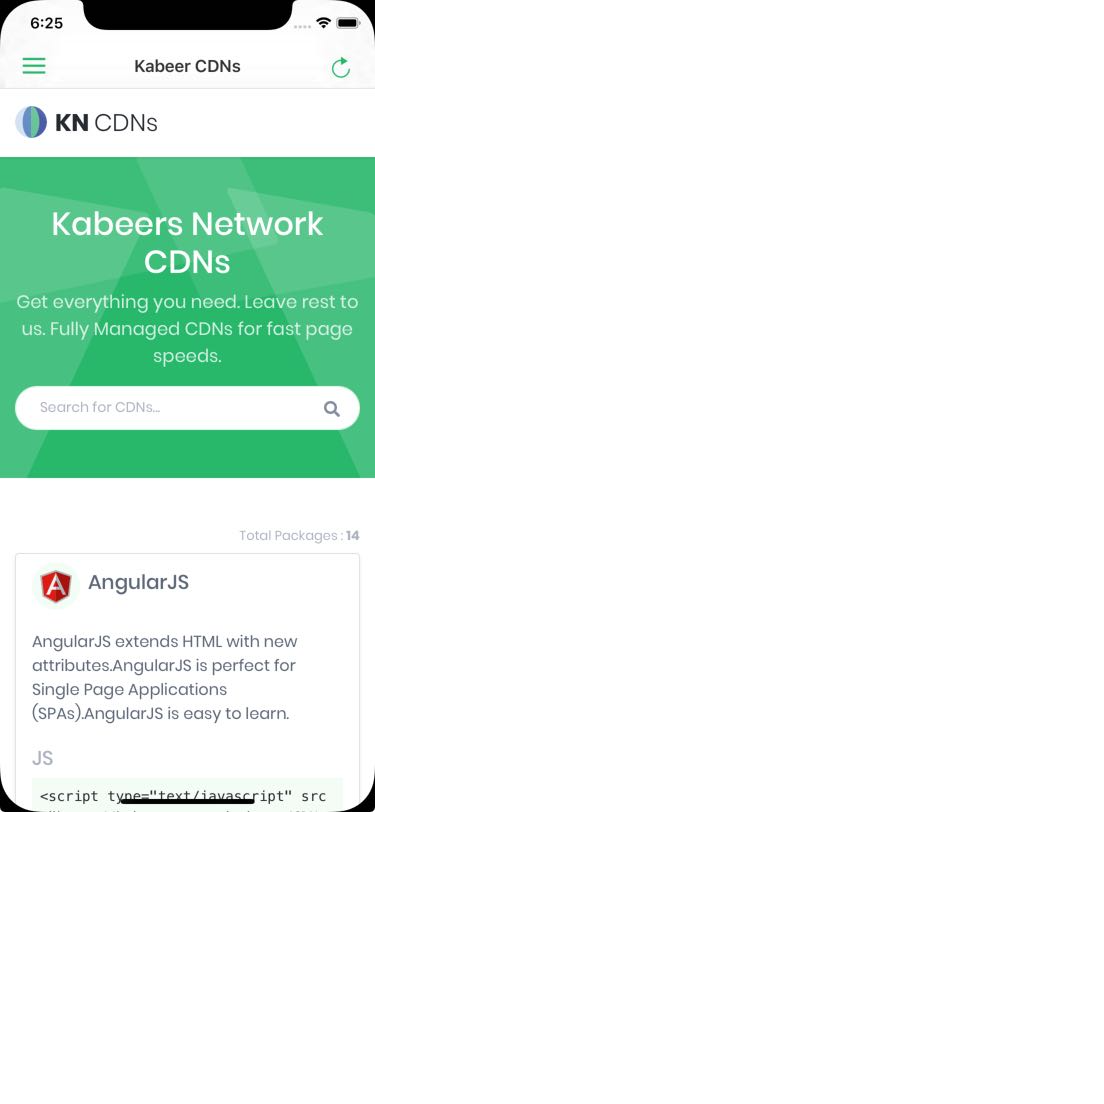 6:25
Kabeer CDNs
KN CDNs
Kabeers Network
CDNs
Get everything you need. Leave rest to
us. Fully Managed CDNs for fast page
speeds.
Search for CDNs...
Total Packages : 14
AngularJS
AngularJS extends HTML with new
attributes.AngularJS is perfect for
Single Page Applications
(SPAs).AngularJS is easy to learn.
JS
<script type="text/javascript" src